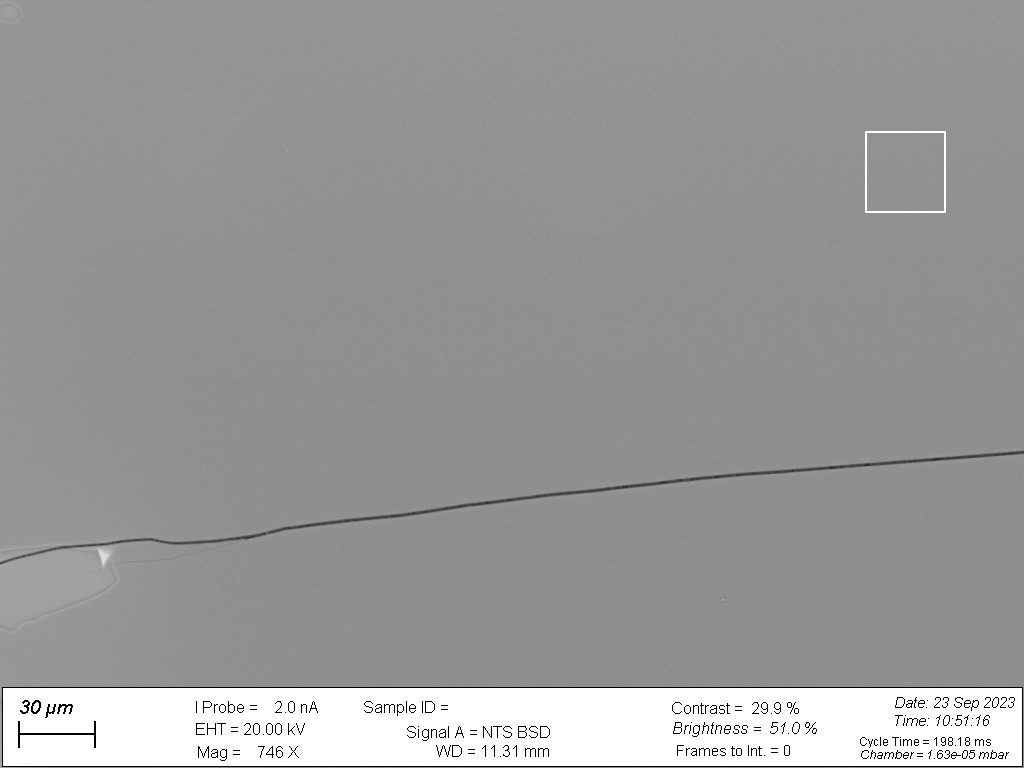 30 µm
I Probe = 2.0 nA
EHT = 20.00 kV
Mag = 746 X
Sample ID =
Signal A = NTS BSD
WD = 11.31 mm
Contrast = 29.9 %
Brightness = 51.0 %
Frames to Int. = 0
Date: 23 Sep 2023
Time: 10:51:16
Cycle Time = 198.18 ms
Chamber = 1.63e-05 mbar